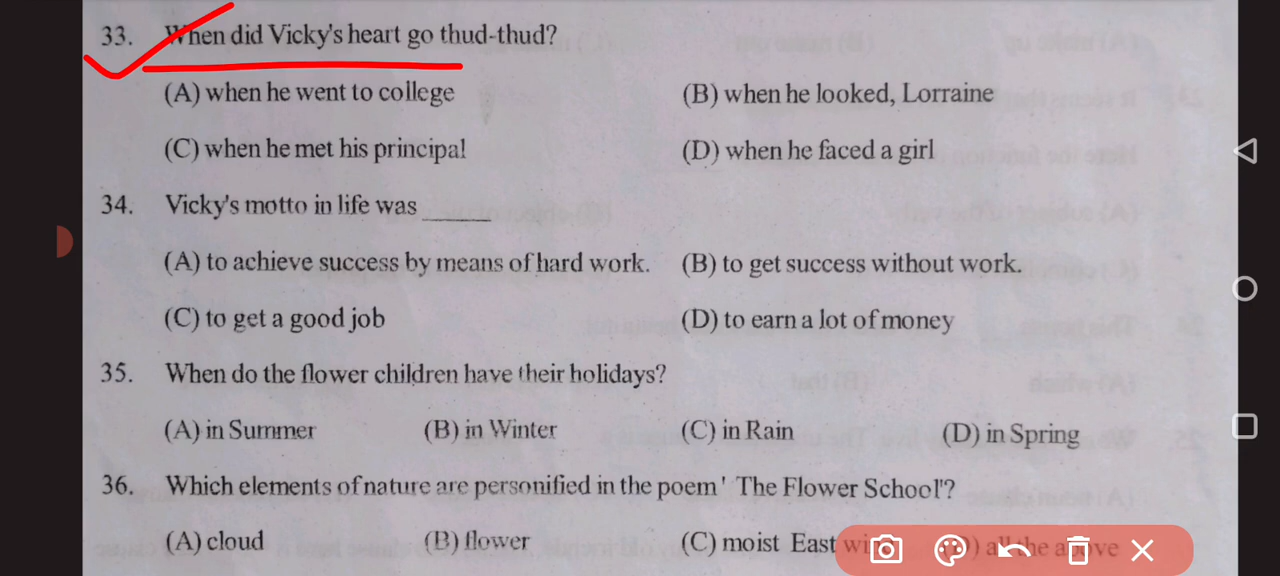 33. When did Vicky's heart go thud-thud?
(A) when he went to college (B) when he looked, Lorraine
(C) when he met his principal (D) when he faced a girl
34. Vicky's motto in life was ______
(A) to achieve success by means of hard work. (B) to get success without work.
(C) to get a good job (D) to earn a lot of money
35. When do the flower children have their holidays?
(A) in Summer (B) in Winter (C) in Rain (D) in Spring
36. Which elements of nature are personified in the poem ' The Flower School'?
(A) cloud (B) flower (C) moist East wind (D) all the above